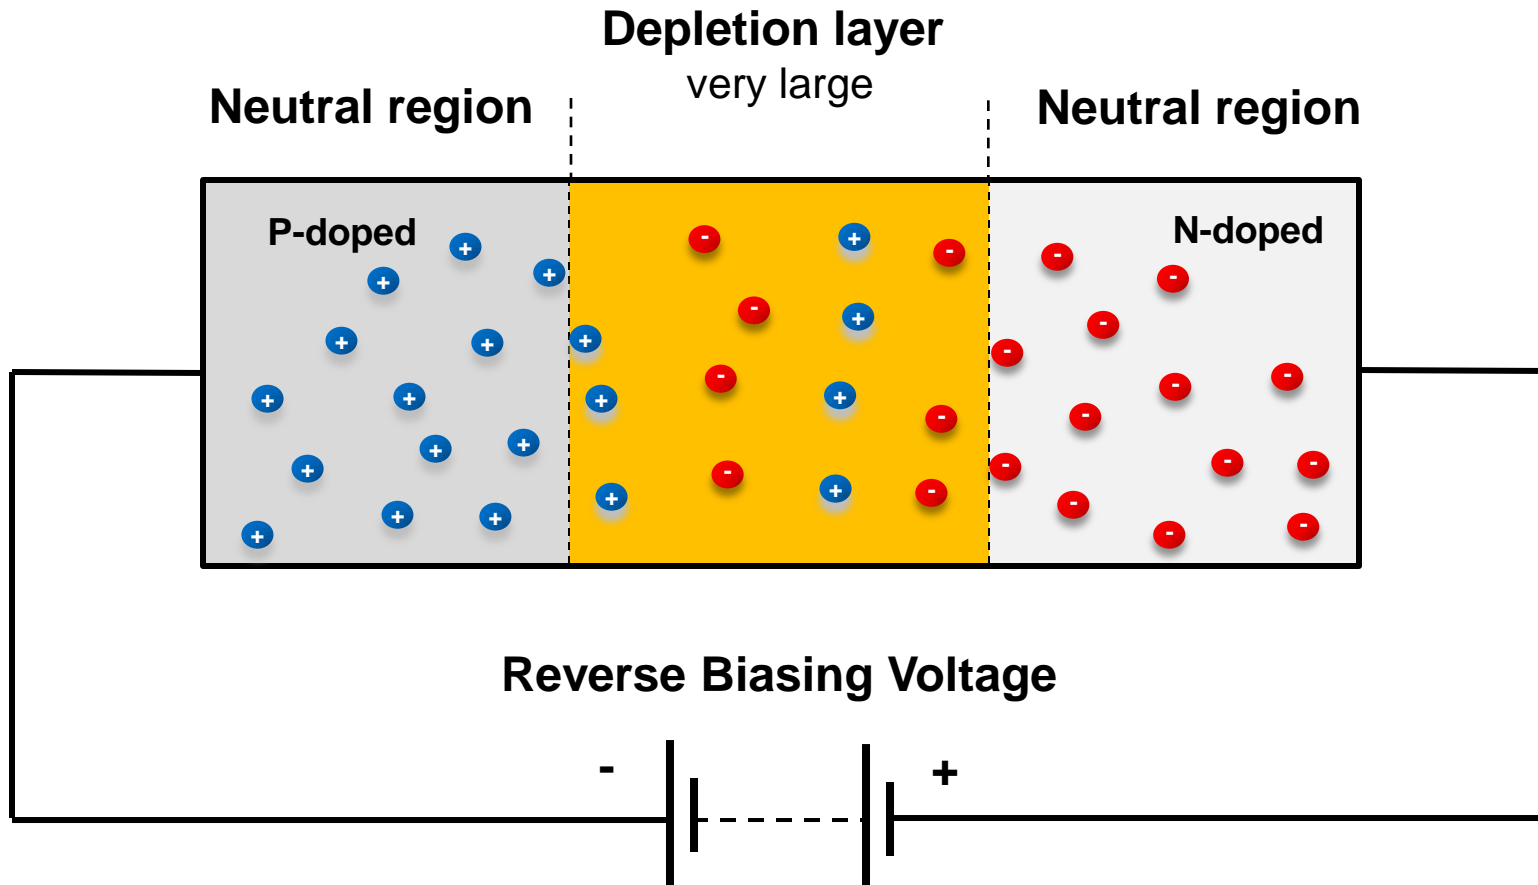 Depletion layer
very large
Neutral region
Neutral region
P-doped
N-doped
Reverse Biasing Voltage
- +